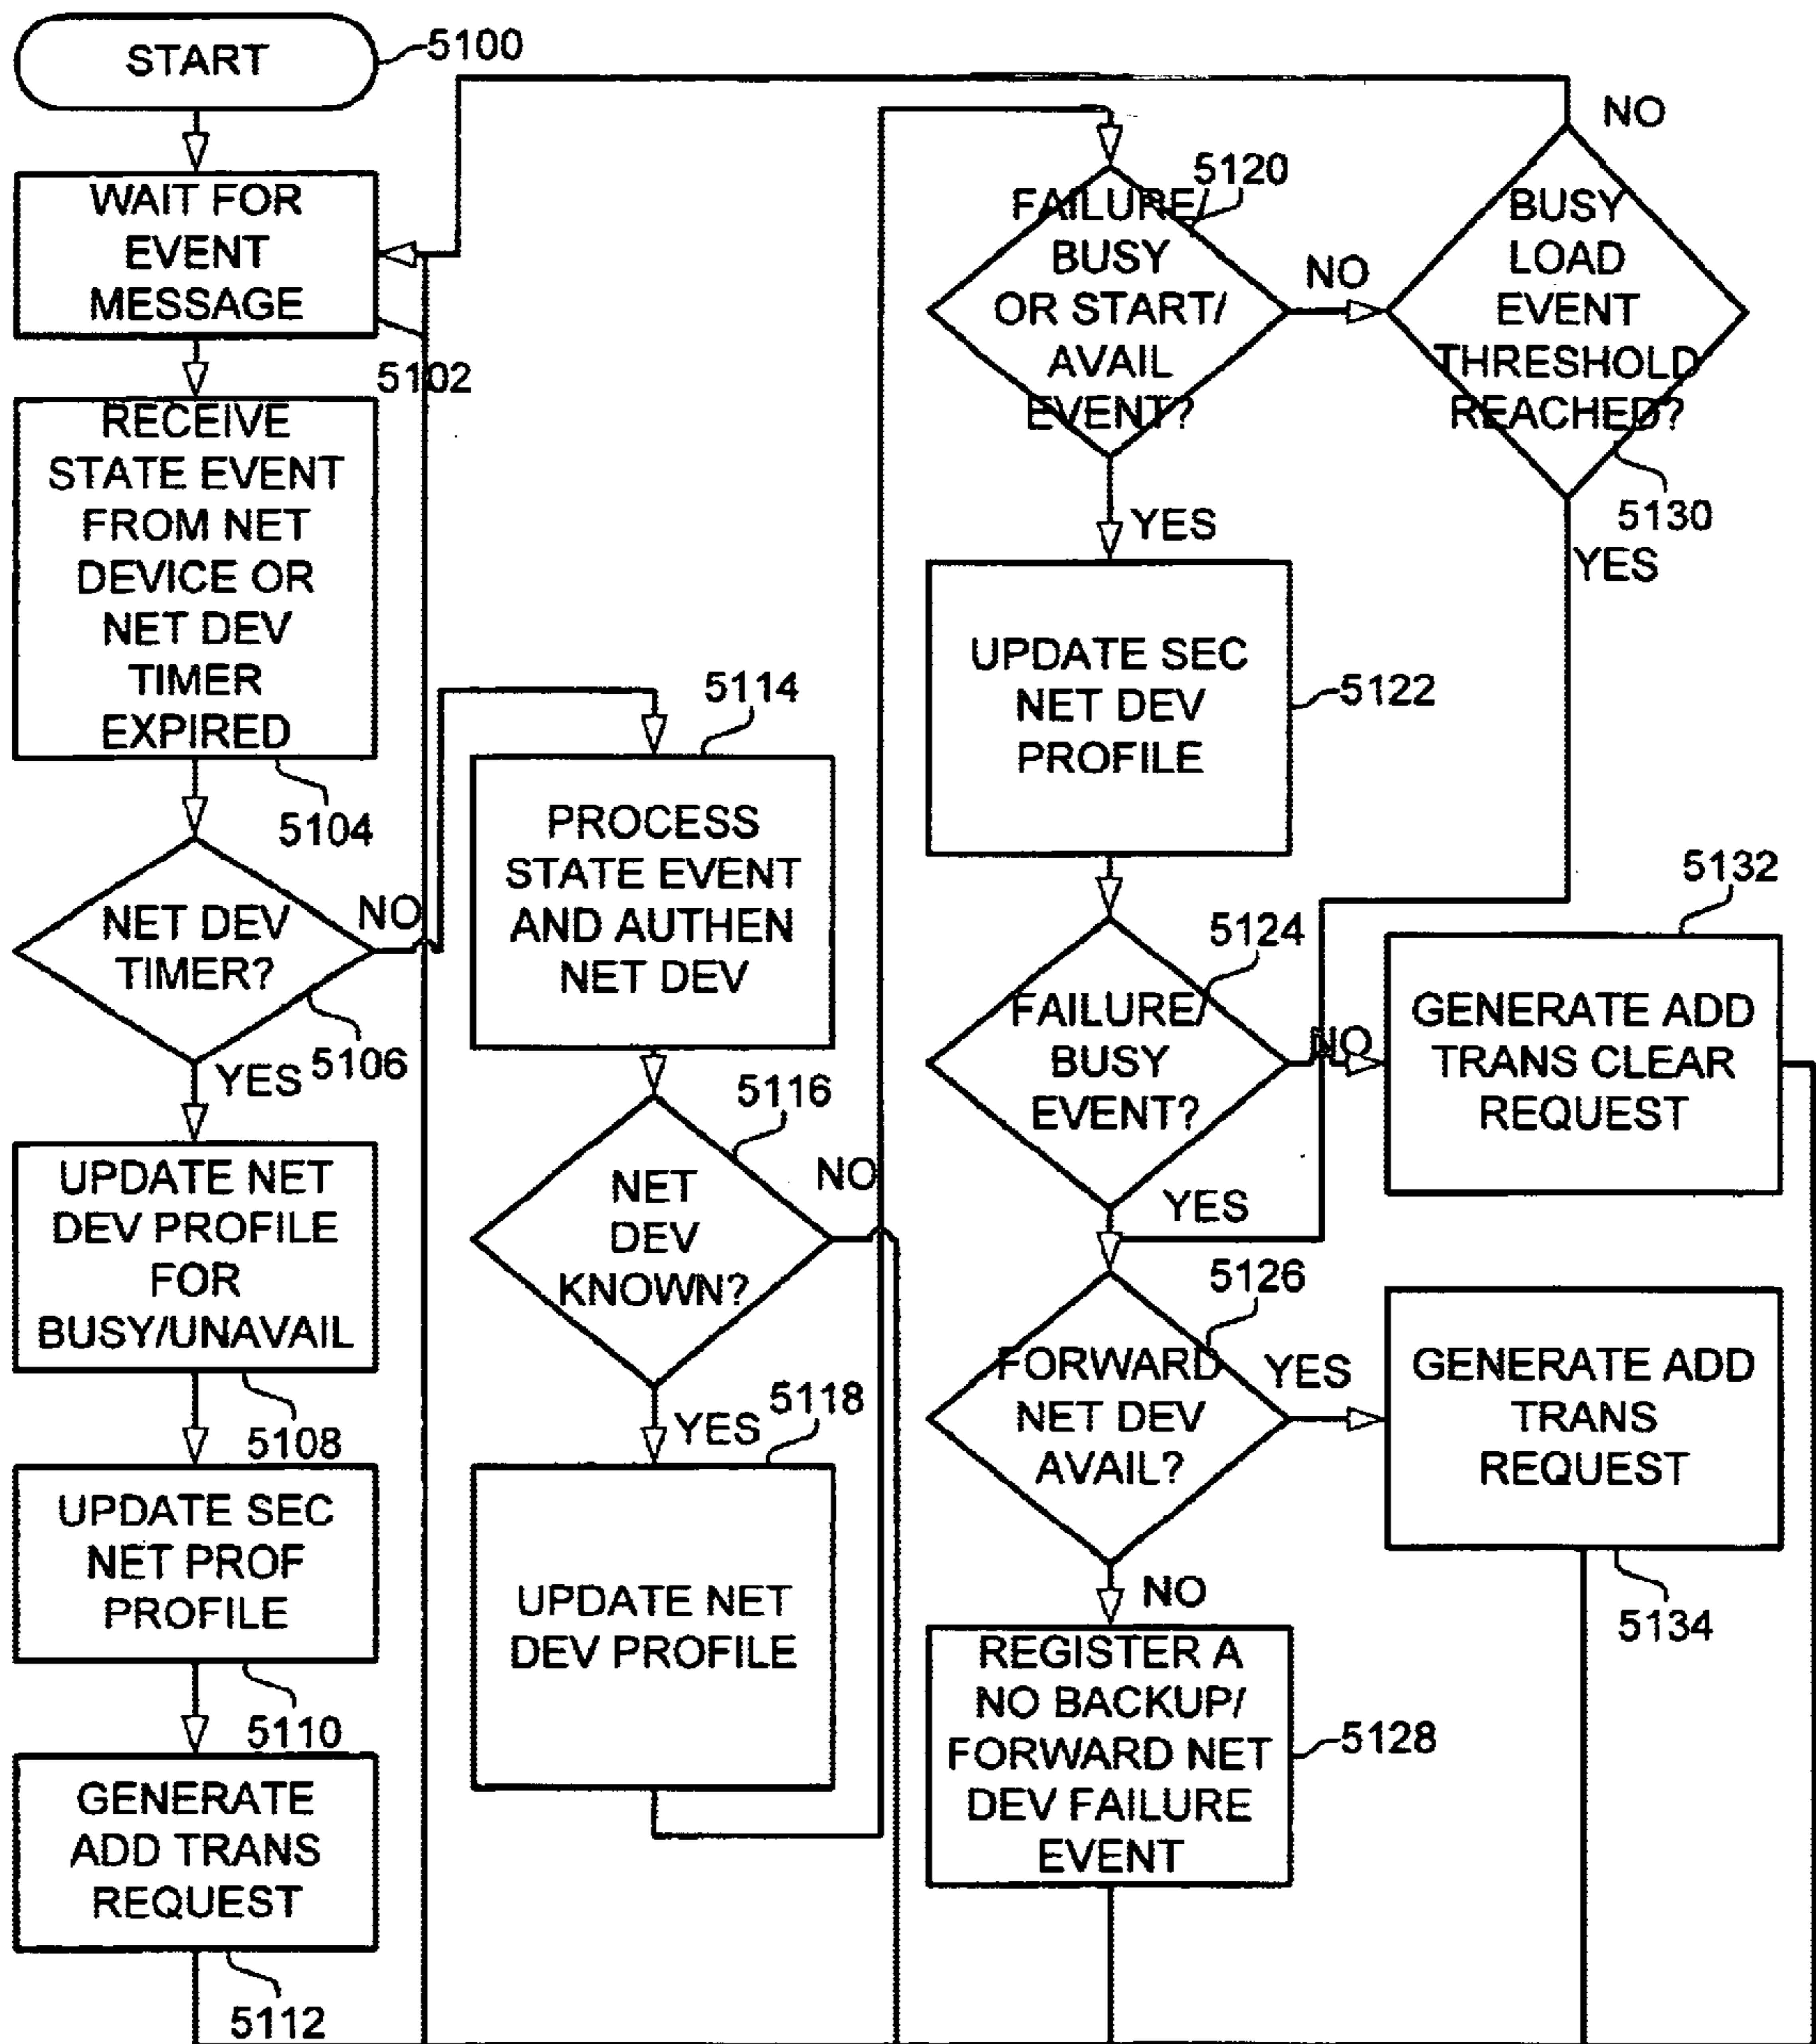 START
5100
WAIT FOR
EVENT
MESSAGE
5102
RECEIVE
STATE EVENT
FROM NET
DEVICE OR
NET DEV
TIMER
EXPIRED
5104
NET DEV
TIMER?
NO
5106
YES
UPDATE NET
DEV PROFILE
FOR
BUSY/UNAVAIL
5108
UPDATE SEC
NET PROF
PROFILE
5110
GENERATE
ADD TRANS
REQUEST
5112
5114
PROCESS
STATE EVENT
AND AUTHEN
NET DEV
5116
NET
DEV
KNOWN?
NO
YES
5118
UPDATE NET
DEV PROFILE
5120
FAILURE/
BUSY
OR START/
AVAIL
EVENT?
NO
YES
UPDATE SEC
NET DEV
PROFILE
5122
5124
FAILURE/
BUSY
EVENT?
NO
YES
5126
FORWARD
NET DEV
AVAIL?
YES
NO
REGISTER A
NO BACKUP/
FORWARD NET
DEV FAILURE
EVENT
5128
NO
BUSY
LOAD
EVENT
THRESHOLD
REACHED?
5130
YES
5132
GENERATE ADD
TRANS CLEAR
REQUEST
GENERATE ADD
TRANS
REQUEST
5134